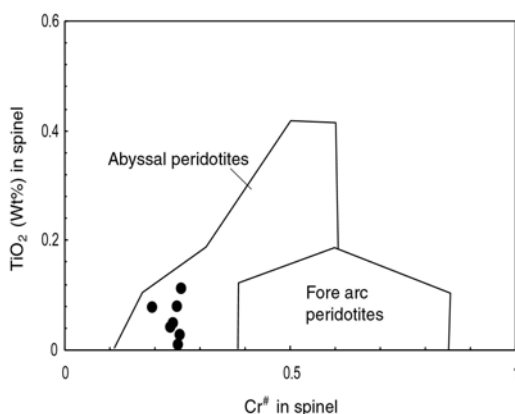 0.6
0.4
0.2
0
TiO₂ (Wt%) in spinel
Abyssal peridotites
Fore arc
peridotites
0
0.5
1
Cr# in spinel